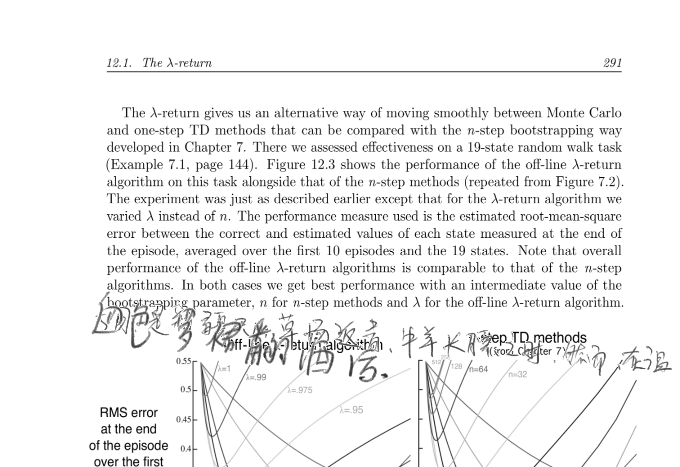 12.1. The λ-return 291
The λ-return gives us an alternative way of moving smoothly between Monte Carlo
and one-step TD methods that can be compared with the n-step bootstrapping way
developed in Chapter 7. There we assessed effectiveness on a 19-state random walk task
(Example 7.1, page 144). Figure 12.3 shows the performance of the off-line λ-return
algorithm on this task alongside that of the n-step methods (repeated from Figure 7.2).
The experiment was just as described earlier except that for the λ-return algorithm we
varied λ instead of n. The performance measure used is the estimated root-mean-square
error between the correct and estimated values of each state measured at the end of
the episode, averaged over the first 10 episodes and the 19 states. Note that overall
performance of the off-line λ-return algorithms is comparable to that of the n-step
algorithms. In both cases we get best performance with an intermediate value of the
bootstrapping parameter, n for n-step methods and λ for the off-line λ-return algorithm.
Off-line λ-return algorithm
step TD methods
(from Chapter 7)
λ=1
λ=.99
λ=.975
λ=.95
512
128
n=64
n=32
0.55
0.5
0.45
0.4
RMS error
at the end
of the episode
over the first